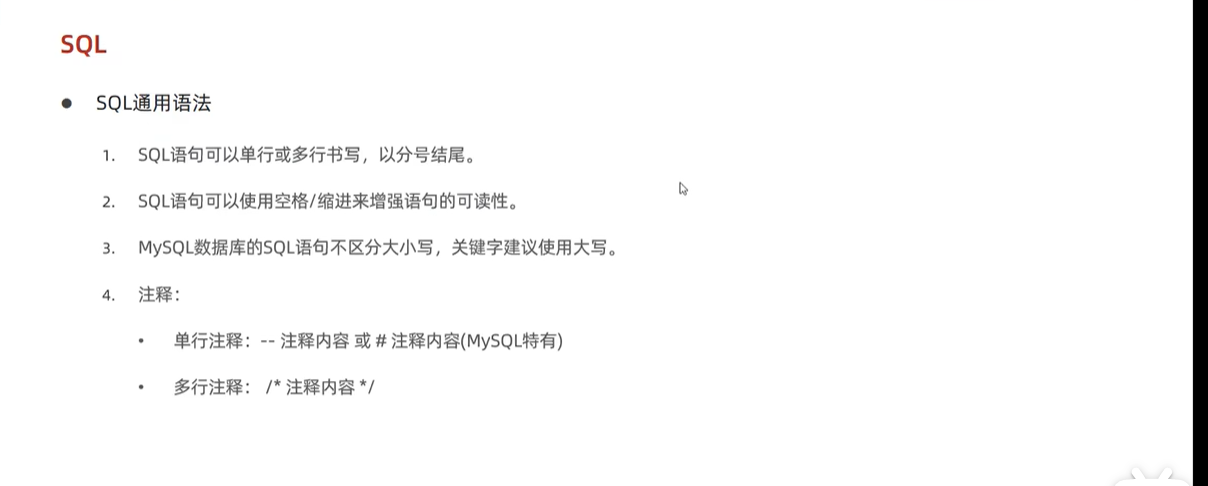 SQL
● SQL通用语法
1. SQL语句可以单行或多行书写，以分号结尾。
2. SQL语句可以使用空格/缩进来增强语句的可读性。
3. MySQL数据库的SQL语句不区分大小写，关键字建议使用大写。
4. 注释：
• 单行注释：-- 注释内容 或 # 注释内容(MySQL特有)
• 多行注释： /* 注释内容 */